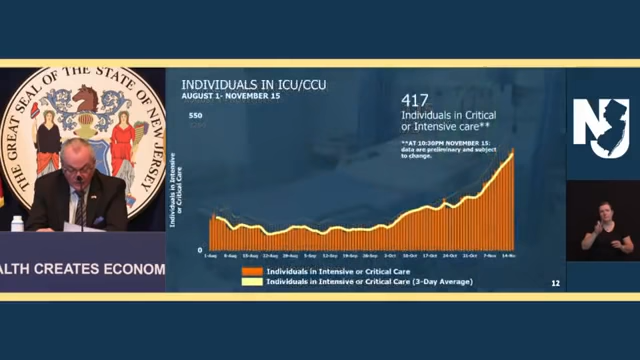 THE GREAT SEAL OF THE STATE OF NEW JERSEY
ALTH CREATES ECONOM
INDIVIDUALS IN ICU/CCU
AUGUST 1- NOVEMBER 15
417
Individuals in Critical
or Intensive care**
**AT 10:30PM NOVEMBER 15:
data are preliminary and subject
to change.
550
Individuals in Intensive
or Critical Care
0
1-Aug 8-Aug 15-Aug 22-Aug 29-Aug 5-Sep 12-Sep 19-Sep 26-Sep 3-Oct 10-Oct 17-Oct 24-Oct 31-Oct 7-Nov 14-Nov
Individuals in Intensive or Critical Care
Individuals in Intensive or Critical Care (3-Day Average)
12
NJ